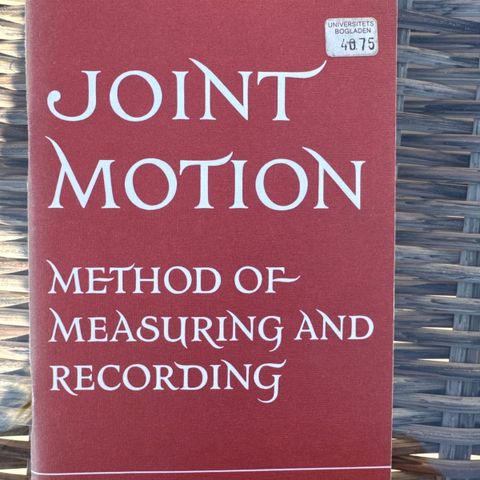 UNIVERSITETS
BOGLADEN
40.75
JOINT
MOTION
METHOD OF
MEASURING AND
RECORDING